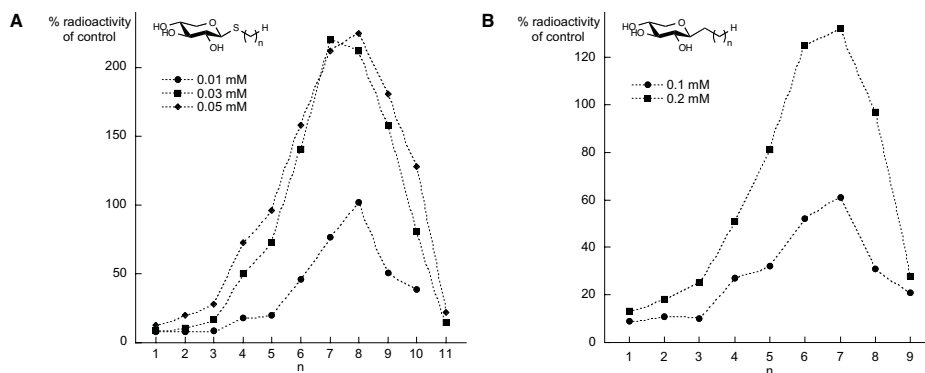 A
% radioactivity
of control
HO
O
HO
HO
OH
S
H
n
0.01 mM
0.03 mM
0.05 mM
200
150
100
50
0
1 2 3 4 5 6 7 8 9 10 11
n
B
% radioactivity
of control
HO
O
HO
HO
OH
H
n
0.1 mM
0.2 mM
120
100
80
60
40
20
0
1 2 3 4 5 6 7 8 9
n